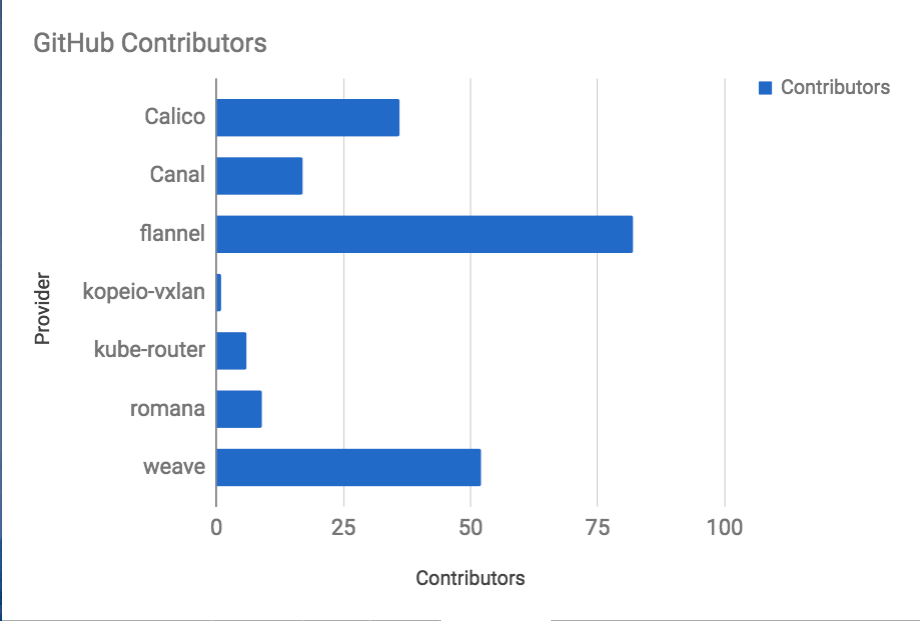 GitHub Contributors
Contributors
Calico
Canal
flannel
kopeio-vxlan
kube-router
romana
weave
Provider
0 25 50 75 100
Contributors